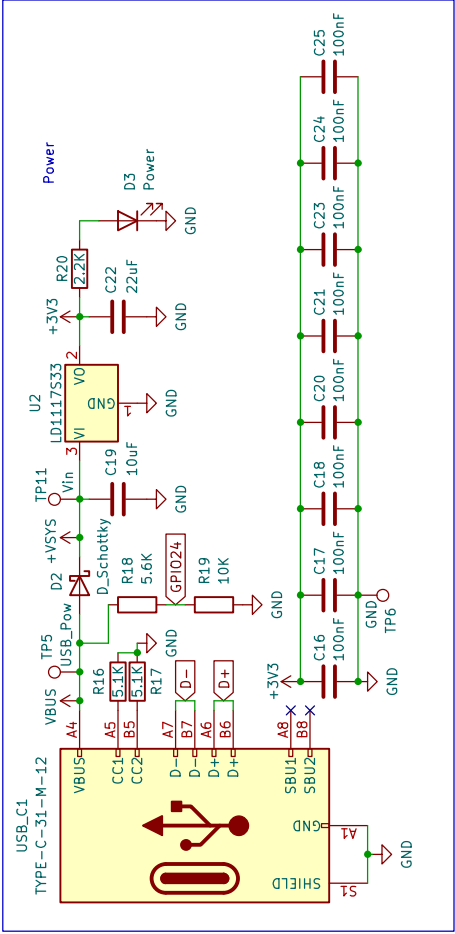 Power
USB_C1
TYPE-C-31-M-12
VBUS
A4
CC1
A5
CC2
B5
D-
A7
D-
B7
D+
A6
D+
B6
SBU1
A8
SBU2
B8
GND
A1
SHIELD
S1
GND
VBUS
TP5
USB_Pow
D2
D_Schottky
+VSYS
TP11
Vin
R16
5.1K
R17
5.1K
GND
D-
D+
R18
5.6K
GPIO24
R19
10K
GND
C19
10uF
GND
U2
LD1117S33
VI
3
VO
2
GND
1
GND
+3V3
C22
22uF
GND
R20
2.2K
D3
Power
GND
+3V3
C16
100nF
GND
C17
100nF
GND
TP6
C18
100nF
C20
100nF
C21
100nF
C23
100nF
C24
100nF
C25
100nF